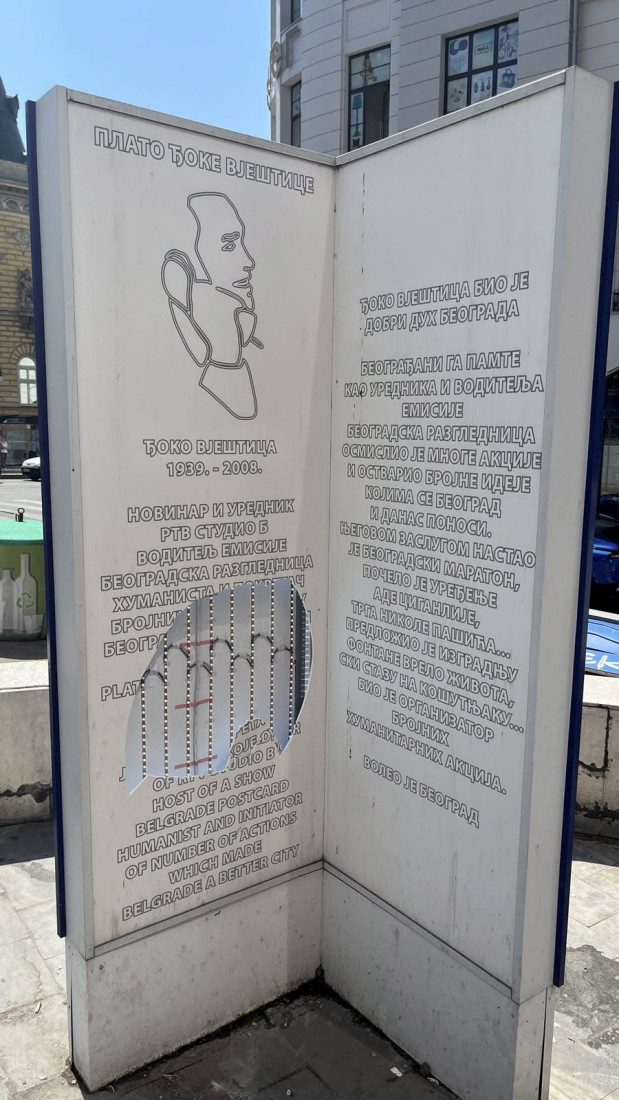 ПЛАТО ЂОКЕ ВЈЕШТИЦЕ
ЂОКО ВЈЕШТИЦА
1939. - 2008.
НОВИНАР И УРЕДНИК
РТВ СТУДИО Б
ВОДИТЕЉ ЕМИСИЈЕ
БЕОГРАДСКА РАЗГЛЕДНИЦА
ХУМАНИСТА И
OF
HOST OF A SHOW
BELGRADE POSTCARD
HUMANIST AND INITIATOR
OF NUMBER OF ACTIONS
WHICH MADE
BELGRADE A BETTER CITY
ЂОКО ВЈЕШТИЦА БИО ЈЕ
ДОБРИ ДУХ БЕОГРАДА
БЕОГРАЂАНИ ГА ПАМТЕ
КАО УРЕДНИКА И ВОДИТЕЉА
ЕМИСИЈЕ
БЕОГРАДСКА РАЗГЛЕДНИЦА
ОСМИСЛИО ЈЕ МНОГЕ АКЦИЈЕ
И ОСТВАРИО БРОЈНЕ ИДЕЈЕ
КОЈИМА СЕ БЕОГРАД
И ДАНАС ПОНОСИ.
ЊЕГОВОМ ЗАСЛУГОМ НАСТАО
ЈЕ БЕОГРАДСКИ МАРАТОН,
ПОЧЕЛО ЈЕ УРЕЂЕЊЕ
АДЕ ЦИГАНЛИЈЕ,
ТРГА НИКОЛЕ ПАШИЋА...
ПРЕДЛОЖИО ЈЕ ИЗГРАДЊУ
ФОНТАНЕ ВРЕЛО ЖИВОТА,
СКИ СТАЗУ НА КОШУТЊАКУ...
БИО ЈЕ ОРГАНИЗАТОР
БРОЈНИХ
ХУМАНИТАРНИХ АКЦИЈА.
ВОЛЕО ЈЕ БЕОГРАД